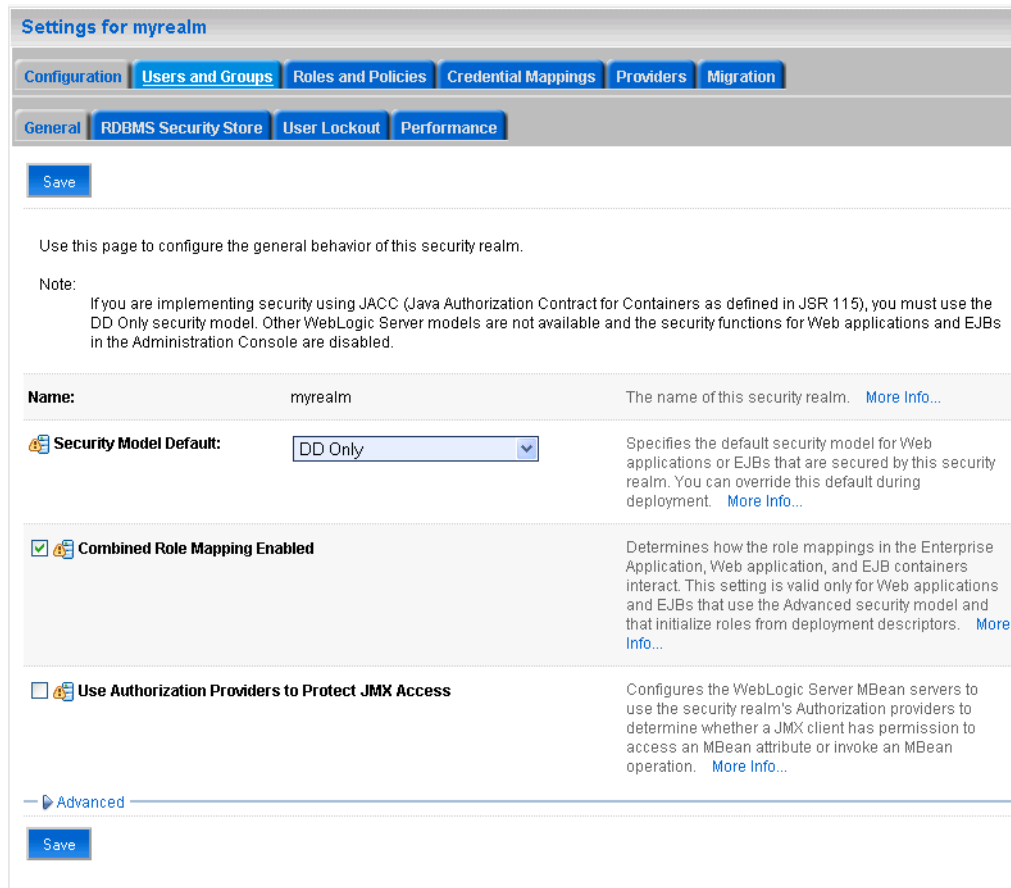 Settings for myrealm
Configuration Users and Groups Roles and Policies Credential Mappings Providers Migration
General RDBMS Security Store User Lockout Performance
Save
Use this page to configure the general behavior of this security realm.
Note:
If you are implementing security using JACC (Java Authorization Contract for Containers as defined in JSR 115), you must use the
DD Only security model. Other WebLogic Server models are not available and the security functions for Web applications and EJBs
in the Administration Console are disabled.
Name: myrealm The name of this security realm. More Info...
Security Model Default: DD Only Specifies the default security model for Web
applications or EJBs that are secured by this security
realm. You can override this default during
deployment. More Info...
Combined Role Mapping Enabled Determines how the role mappings in the Enterprise
Application, Web application, and EJB containers
interact. This setting is valid only for Web applications
and EJBs that use the Advanced security model and
that initialize roles from deployment descriptors. More
Info...
Use Authorization Providers to Protect JMX Access Configures the WebLogic Server MBean servers to
use the security realm's Authorization providers to
determine whether a JMX client has permission to
access an MBean attribute or invoke an MBean
operation. More Info...
Advanced
Save